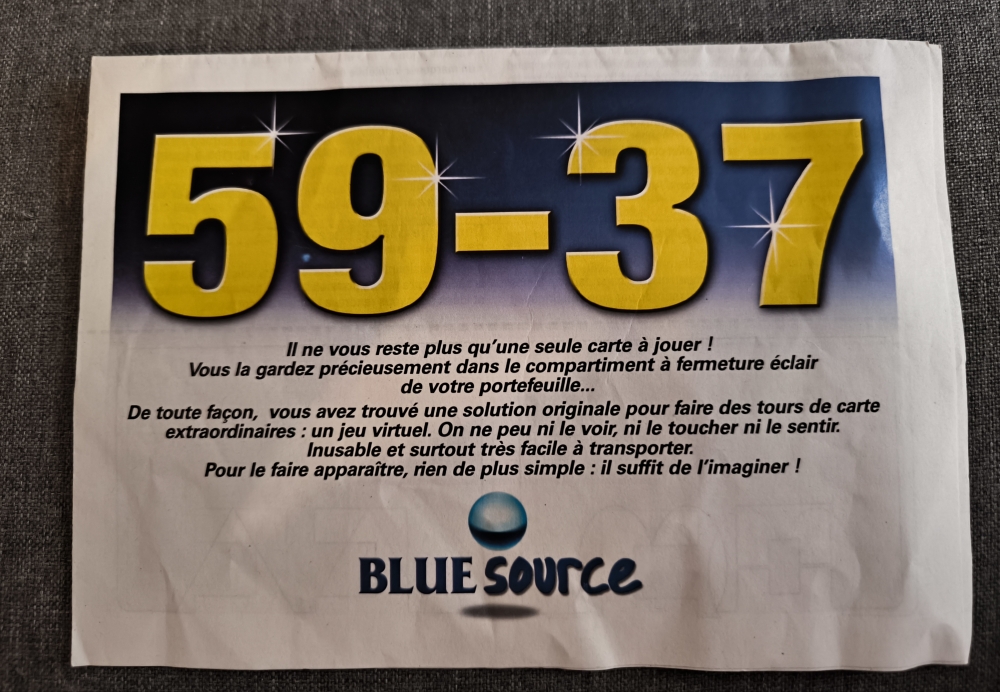 59-37
Il ne vous reste plus qu'une seule carte à jouer !
Vous la gardez précieusement dans le compartiment à fermeture éclair
de votre portefeuille...
De toute façon, vous avez trouvé une solution originale pour faire des tours de carte
extraordinaires : un jeu virtuel. On ne peu ni le voir, ni le toucher ni le sentir.
Inusable et surtout très facile à transporter.
Pour le faire apparaître, rien de plus simple : il suffit de l'imaginer !
BLUE source